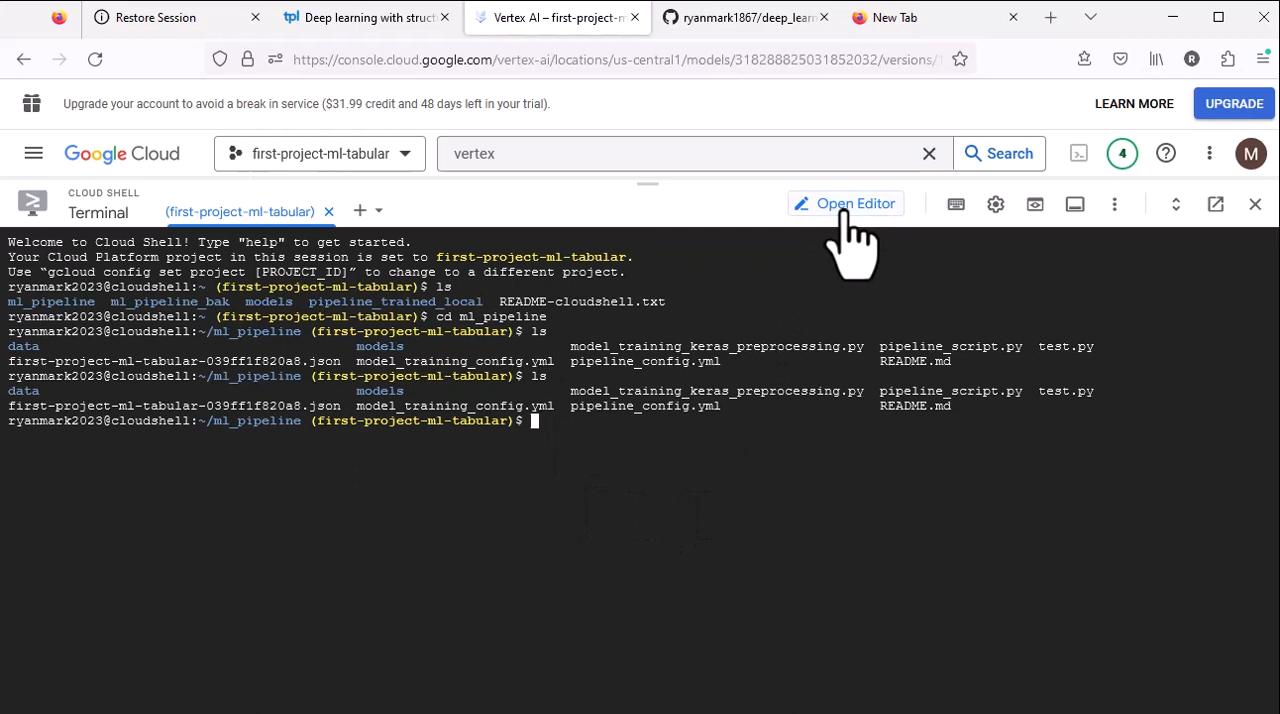 Restore Session
Deep learning with struct
Vertex AI – first-project-m
ryanmark1867/deep_learn
New Tab
https://console.cloud.google.com/vertex-ai/locations/us-central1/models/318288825031852032/versions/
Upgrade your account to avoid a break in service ($31.99 credit and 48 days left in your trial).
LEARN MORE
UPGRADE
Google Cloud
first-project-ml-tabular
vertex
Search
4
M
CLOUD SHELL
Terminal
(first-project-ml-tabular)
Open Editor
Welcome to Cloud Shell! Type "help" to get started.
Your Cloud Platform project in this session is set to first-project-ml-tabular.
Use “gcloud config set project [PROJECT_ID]” to change to a different project.
ryanmark2023@cloudshell:~ (first-project-ml-tabular)$ ls
ml_pipeline ml_pipeline_bak models pipeline_trained_local README-cloudshell.txt
ryanmark2023@cloudshell:~ (first-project-ml-tabular)$ cd ml_pipeline
ryanmark2023@cloudshell:~/ml_pipeline (first-project-ml-tabular)$ ls
data models model_training_keras_preprocessing.py pipeline_script.py test.py
first-project-ml-tabular-039ff1f820a8.json model_training_config.yml pipeline_config.yml README.md
ryanmark2023@cloudshell:~/ml_pipeline (first-project-ml-tabular)$ ls
data models model_training_keras_preprocessing.py pipeline_script.py test.py
first-project-ml-tabular-039ff1f820a8.json model_training_config.yml pipeline_config.yml README.md
ryanmark2023@cloudshell:~/ml_pipeline (first-project-ml-tabular)$